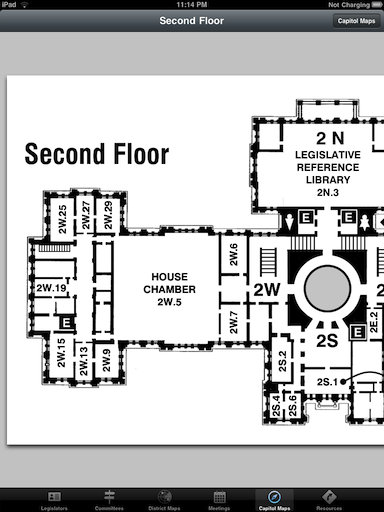 iPad
11:14 PM
Not Charging
Second Floor
Capitol Maps
Second Floor
2 N
LEGISLATIVE
REFERENCE
LIBRARY
2N.3
E
E
2W.25
2W.27
2W.29
2W.6
HOUSE
CHAMBER
2W.5
2W
2W.19
2W.7
E
E
2E.2
2S
2W.15
2W.13
2W.9
2S.2
2S.1
2S.4
2S.6
Legislators
Committees
District Maps
Meetings
Capitol Maps
Resources